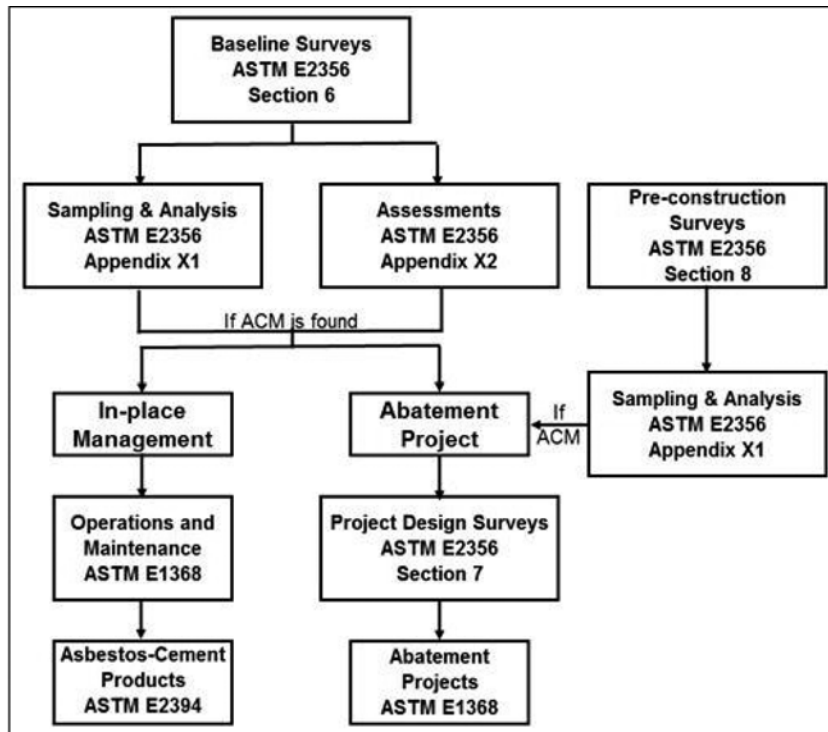 Baseline Surveys
ASTM E2356
Section 6
Sampling & Analysis
ASTM E2356
Appendix X1
Assessments
ASTM E2356
Appendix X2
Pre-construction
Surveys
ASTM E2356
Section 8
If ACM is found
In-place
Management
Abatement
Project
If
ACM
Sampling & Analysis
ASTM E2356
Appendix X1
Operations and
Maintenance
ASTM E1368
Project Design Surveys
ASTM E2356
Section 7
Asbestos-Cement
Products
ASTM E2394
Abatement
Projects
ASTM E1368